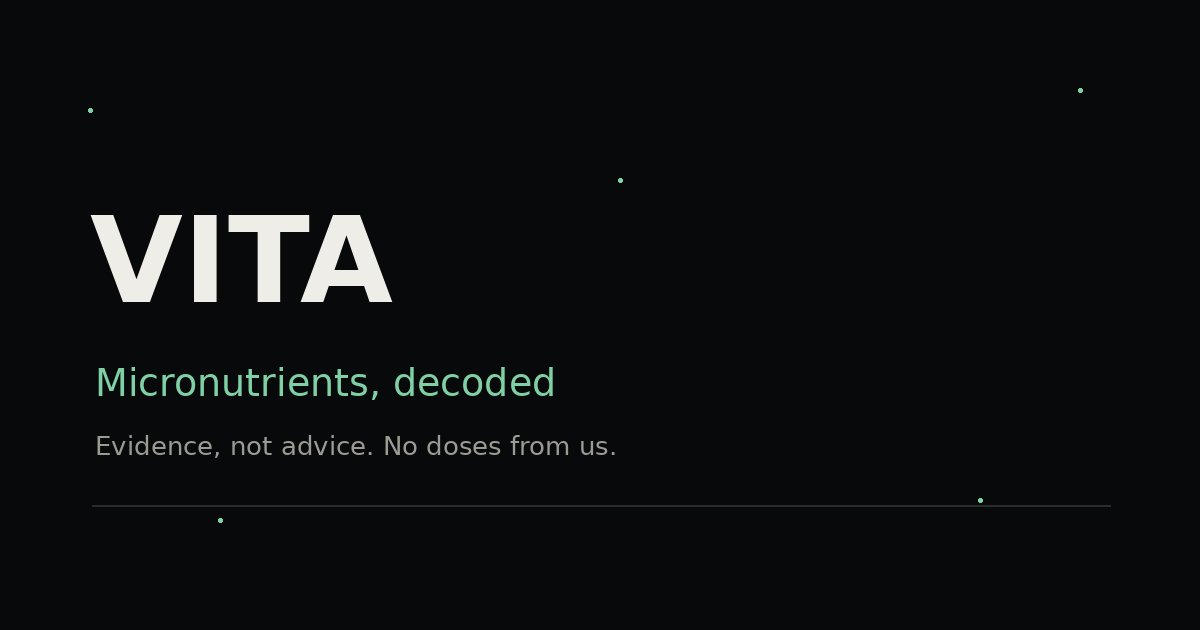 VITA
Micronutrients, decoded
Evidence, not advice. No doses from us.